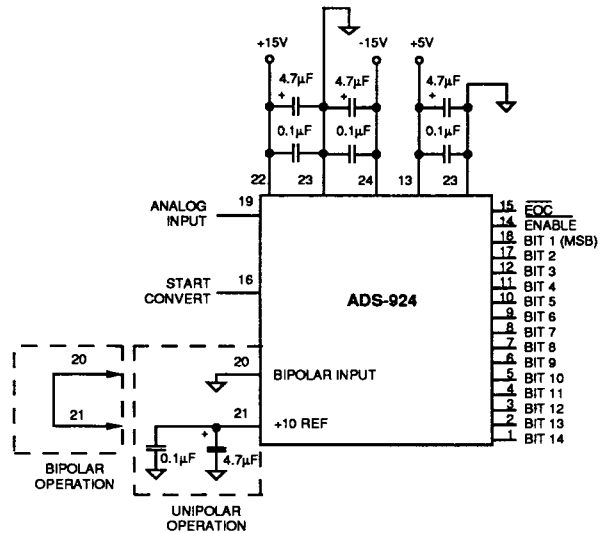 +15V
-15V
+5V
4.7µF
+
4.7µF
+
4.7µF
+
0.1µF
0.1µF
0.1µF
22
23
24
13
23
ANALOG
INPUT
19
START
CONVERT
16
ADS-924
15 EOC
14 ENABLE
18 BIT 1 (MSB)
17 BIT 2
12 BIT 3
11 BIT 4
10 BIT 5
9 BIT 6
8 BIT 7
7 BIT 8
6 BIT 9
5 BIT 10
4 BIT 11
3 BIT 12
2 BIT 13
1 BIT 14
20
21
BIPOLAR
OPERATION
20
BIPOLAR INPUT
21
+10 REF
+
0.1µF
4.7µF
UNIPOLAR
OPERATION